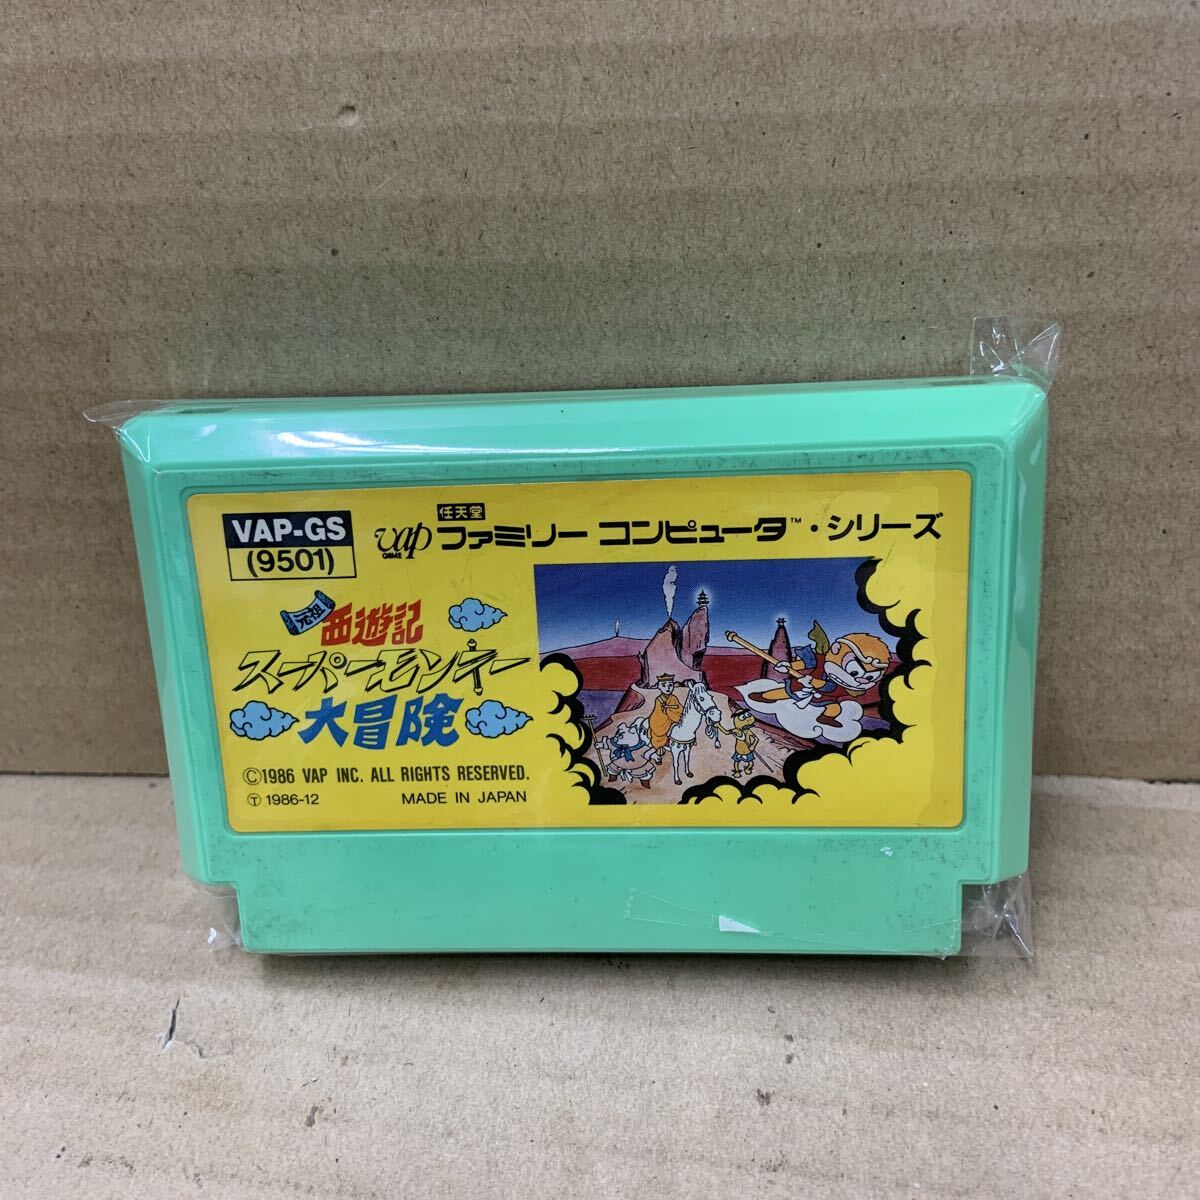 VAP-GS
(9501)
vap
GAME
任天堂
ファミリー コンピュータ™・シリーズ
元祖
西遊記
スーパーモンキー
大冒険
©1986 VAP INC. ALL RIGHTS RESERVED.
Ⓣ 1986-12 MADE IN JAPAN